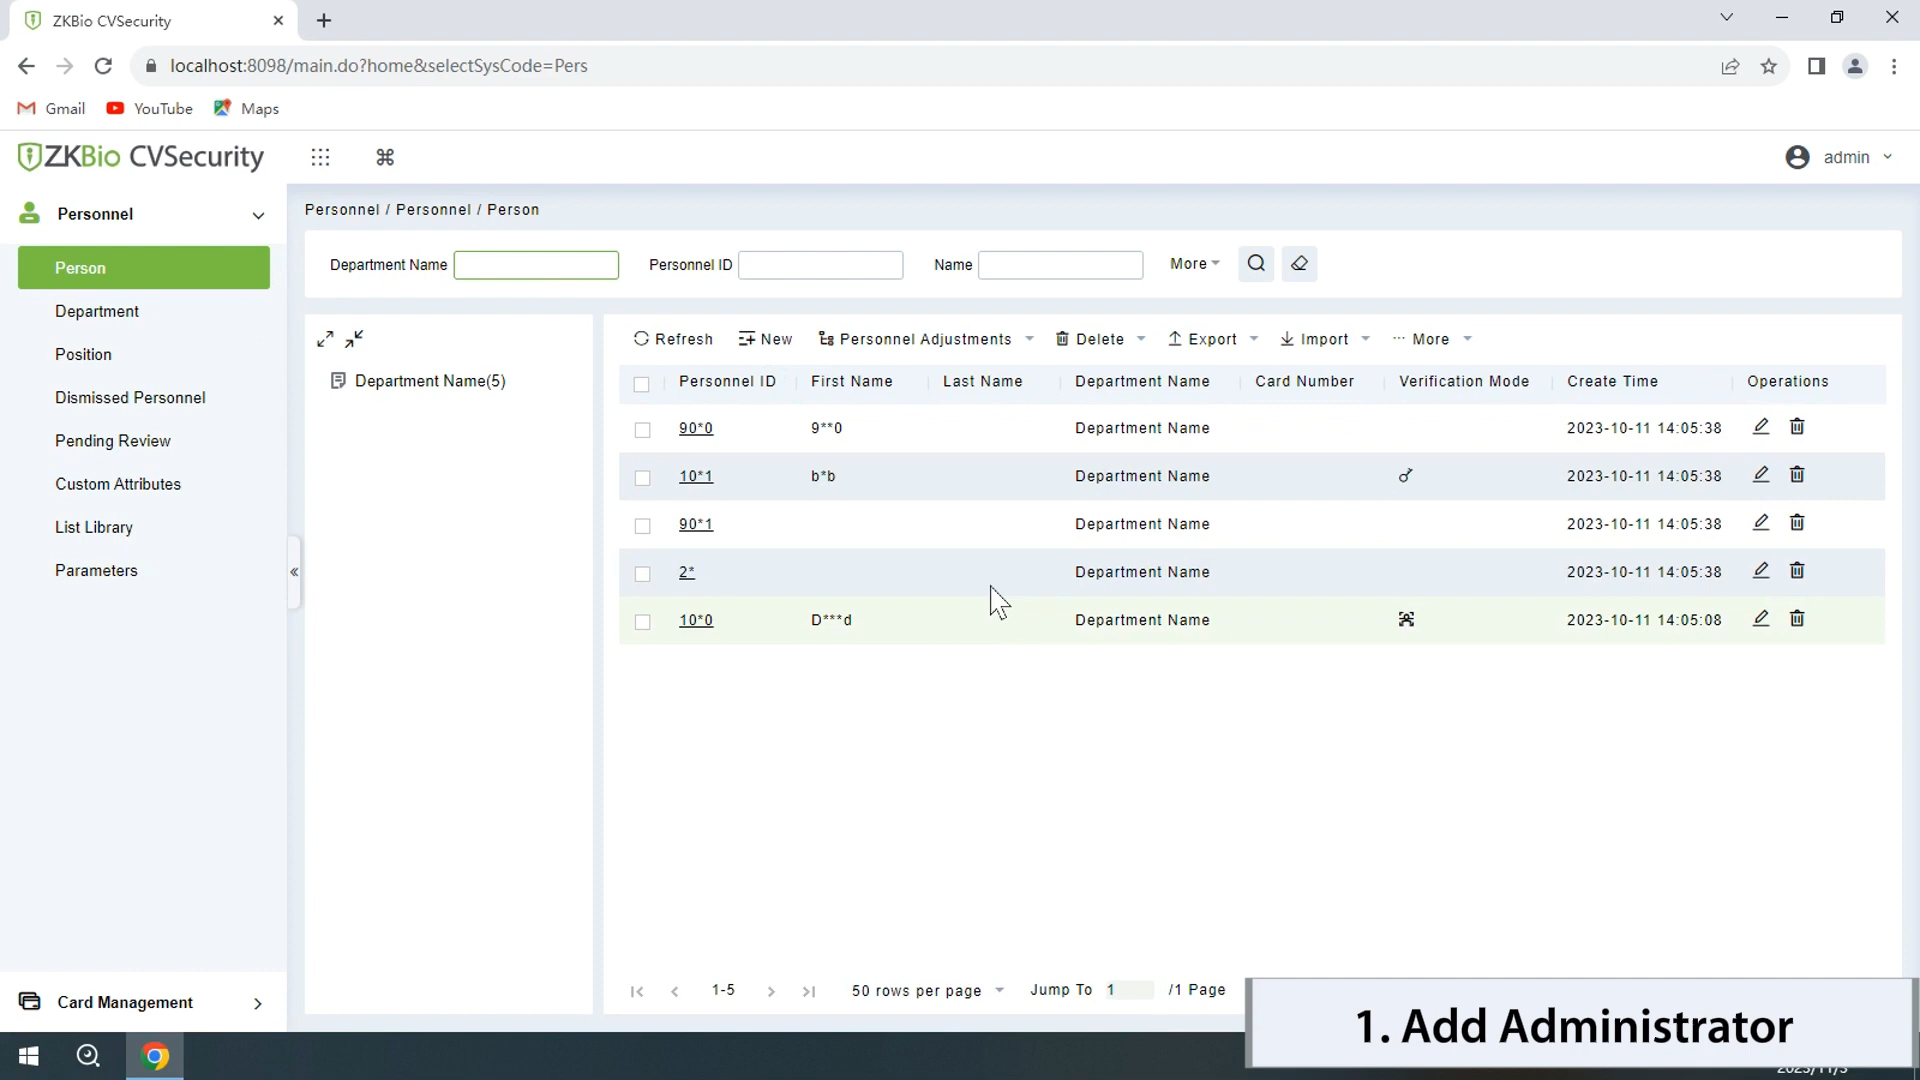 ZKBio CVSecurity
localhost:8098/main.do?home&selectSysCode=Pers
Gmail YouTube Maps
ZKBio CVSecurity admin
Personnel
Person
Department
Position
Dismissed Personnel
Pending Review
Custom Attributes
List Library
Parameters
Card Management
Personnel / Personnel / Person
Department Name Personnel ID Name More
Department Name(5)
Refresh New Personnel Adjustments Delete Export Import ··· More
Personnel ID First Name Last Name Department Name Card Number Verification Mode Create Time Operations
90*0 9**0 Department Name 2023-10-11 14:05:38
10*1 b*b Department Name 2023-10-11 14:05:38
90*1 Department Name 2023-10-11 14:05:38
2* Department Name 2023-10-11 14:05:38
10*0 D***d Department Name 2023-10-11 14:05:08
1-5 50 rows per page Jump To 1 /1 Page
1. Add Administrator